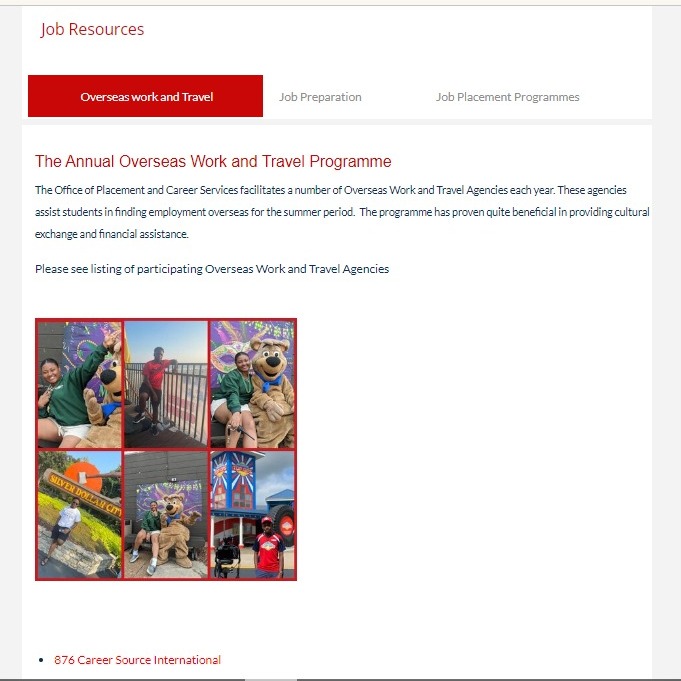 Job Resources
Overseas work and Travel
Job Preparation
Job Placement Programmes
The Annual Overseas Work and Travel Programme
The Office of Placement and Career Services facilitates a number of Overseas Work and Travel Agencies each year. These agencies
assist students in finding employment overseas for the summer period. The programme has proven quite beneficial in providing cultural
exchange and financial assistance.
Please see listing of participating Overseas Work and Travel Agencies
SILVER DOLLAR CITY
876 Career Source International